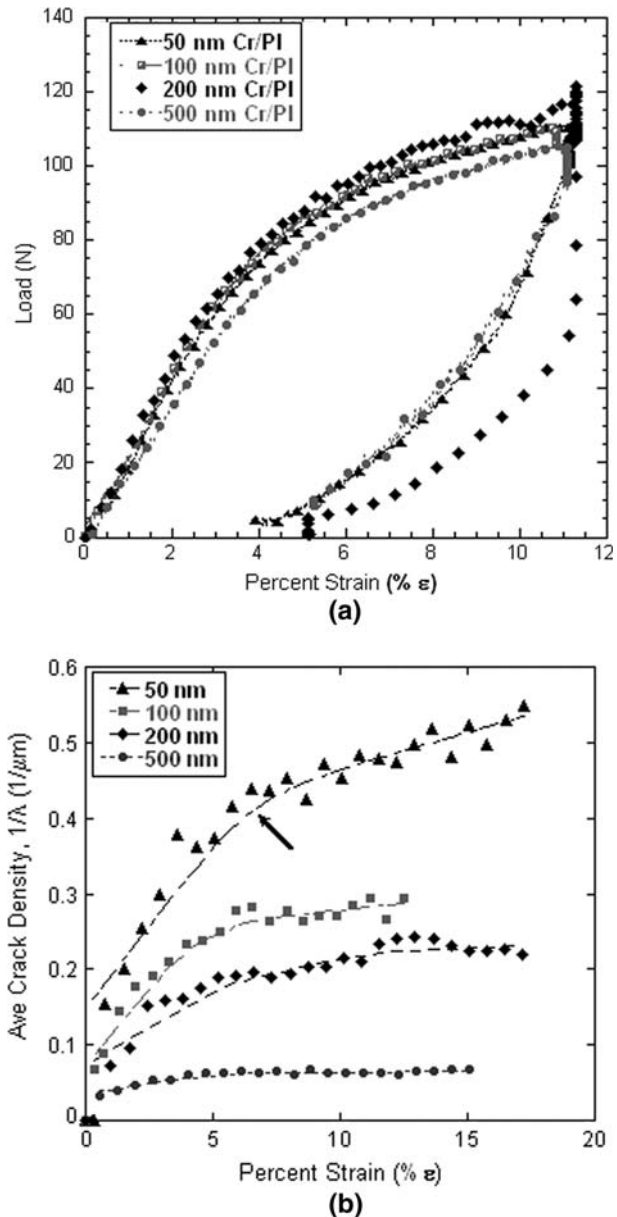 140
120
100
80
60
40
20
0
Load (N)
50 nm Cr/PI
100 nm Cr/PI
200 nm Cr/PI
500 nm Cr/PI
0 2 4 6 8 10 12
Percent Strain (% ε)
(a)
0.6
0.5
0.4
0.3
0.2
0.1
0
Ave Crack Density, 1/λ (1/μm)
50 nm
100 nm
200 nm
500 nm
0 5 10 15 20
Percent Strain (% ε)
(b)